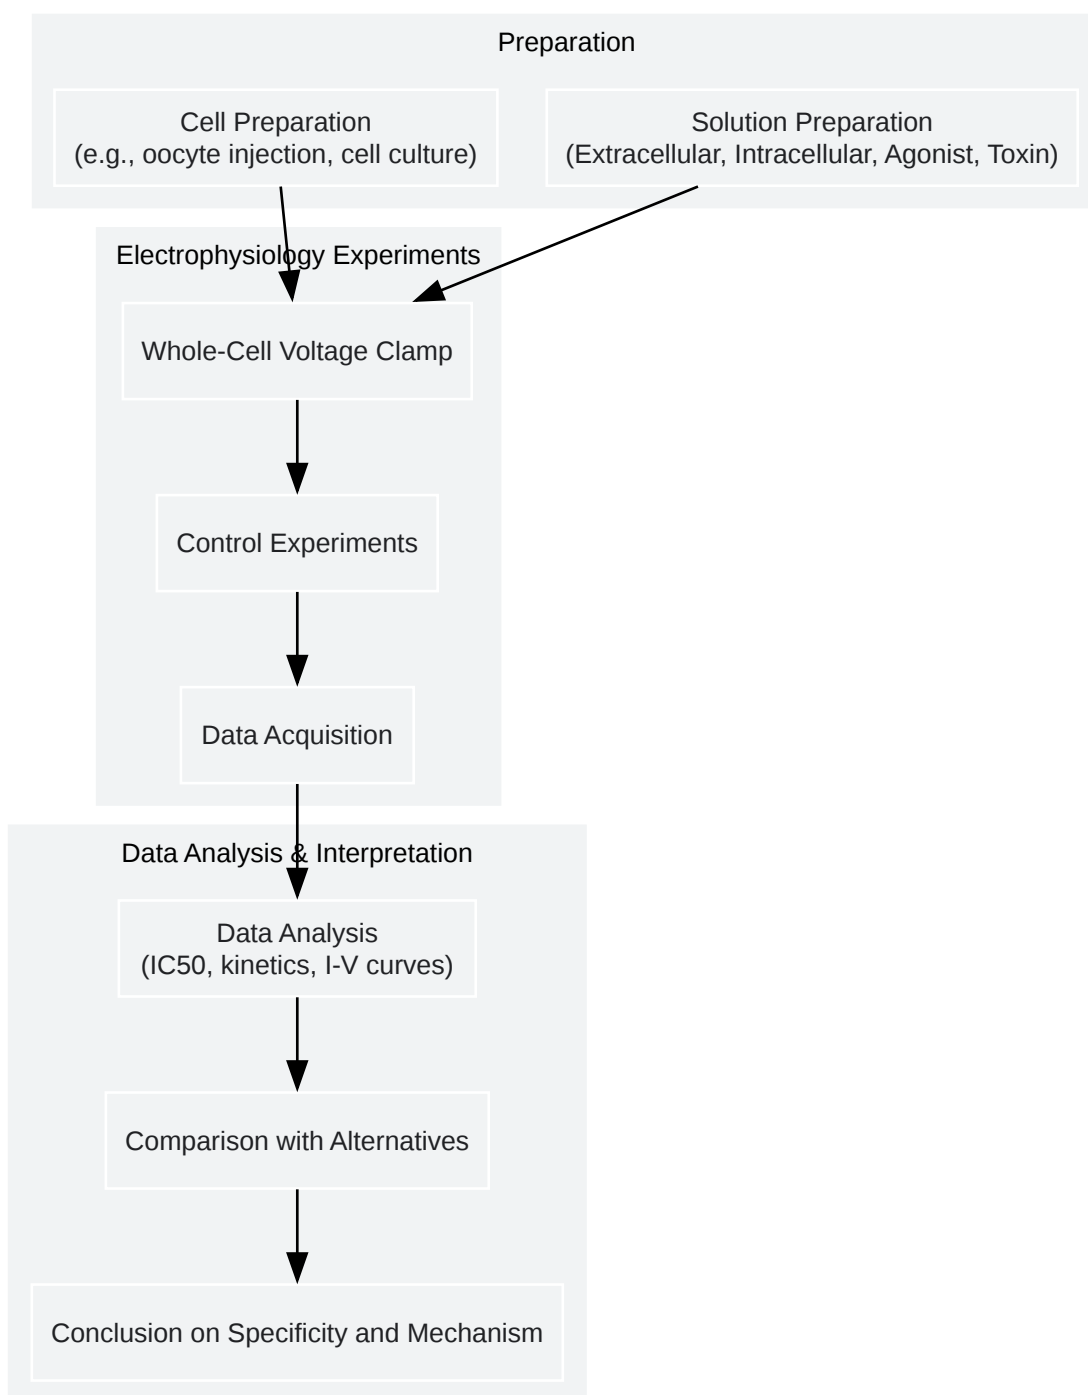 Preparation
Cell Preparation
(e.g., oocyte injection, cell culture)
Solution Preparation
(Extracellular, Intracellular, Agonist, Toxin)
Electrophysiology Experiments
Whole-Cell Voltage Clamp
Control Experiments
Data Acquisition
Data Analysis & Interpretation
Data Analysis
(IC50, kinetics, I-V curves)
Comparison with Alternatives
Conclusion on Specificity and Mechanism